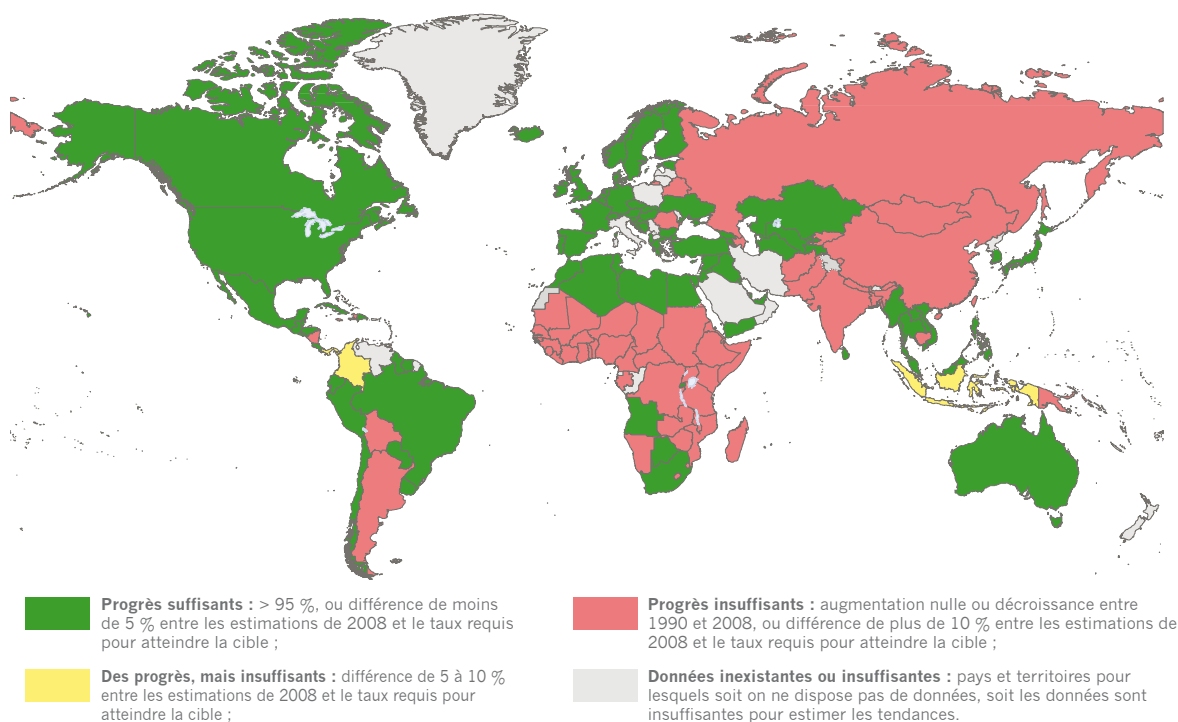 Progrès suffisants : > 95 %, ou différence de moins
de 5 % entre les estimations de 2008 et le taux requis
pour atteindre la cible ;
Des progrès, mais insuffisants : différence de 5 à 10 %
entre les estimations de 2008 et le taux requis pour
atteindre la cible ;
Progrès insuffisants : augmentation nulle ou décroissance entre
1990 et 2008, ou différence de plus de 10 % entre les estimations de
2008 et le taux requis pour atteindre la cible ;
Données inexistantes ou insuffisantes : pays et territoires pour
lesquels soit on ne dispose pas de données, soit les données sont
insuffisantes pour estimer les tendances.